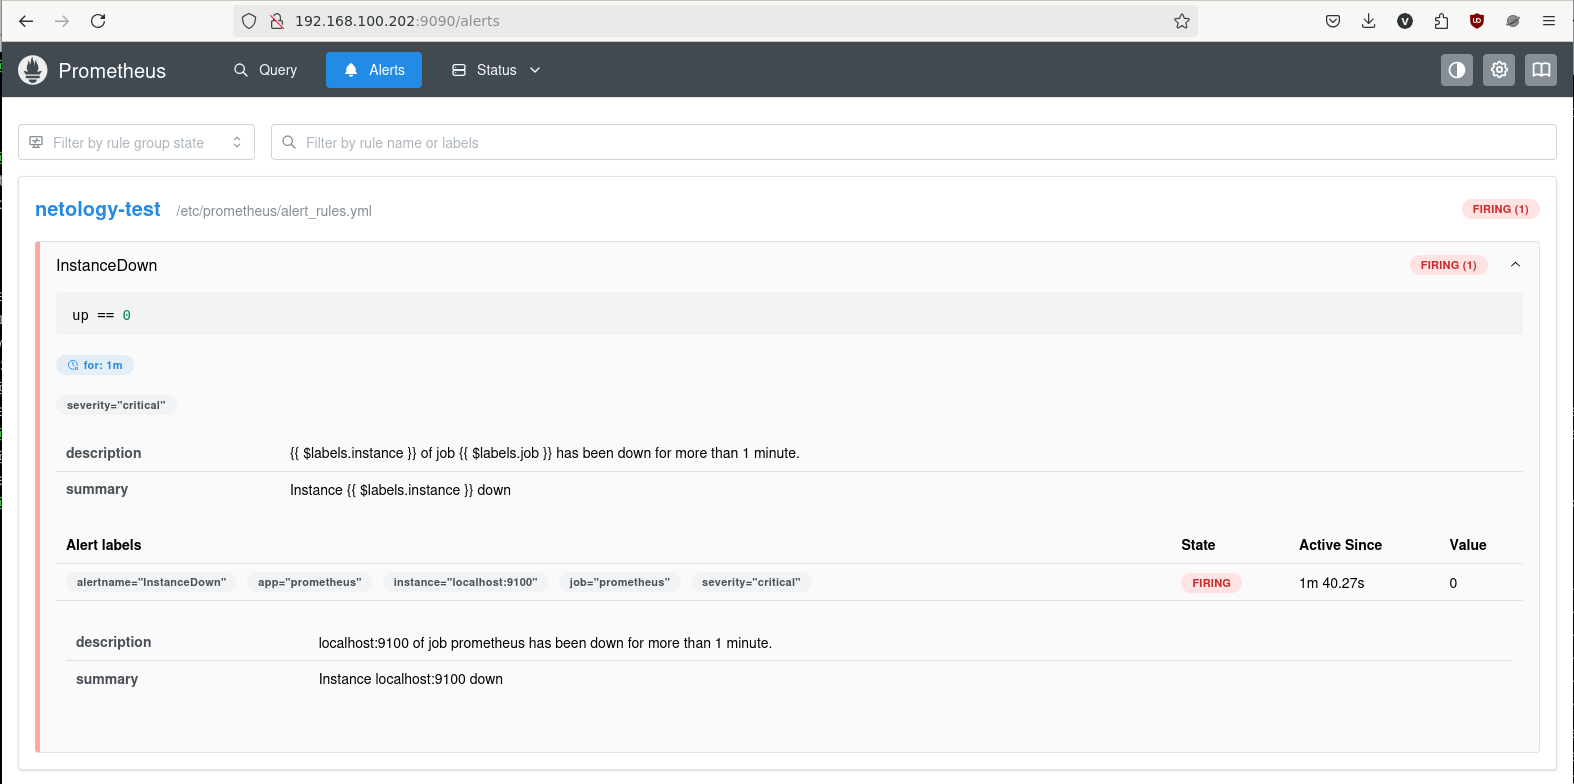 192.168.100.202:9090/alerts
Prometheus Query Alerts Status
Filter by rule group state Filter by rule name or labels
netology-test /etc/prometheus/alert_rules.yml FIRING (1)
InstanceDown FIRING (1)
up == 0
for: 1m
severity="critical"
description {{ $labels.instance }} of job {{ $labels.job }} has been down for more than 1 minute.
summary Instance {{ $labels.instance }} down
Alert labels State Active Since Value
alertname="InstanceDown" app="prometheus" instance="localhost:9100" job="prometheus" severity="critical" FIRING 1m 40.27s 0
description localhost:9100 of job prometheus has been down for more than 1 minute.
summary Instance localhost:9100 down